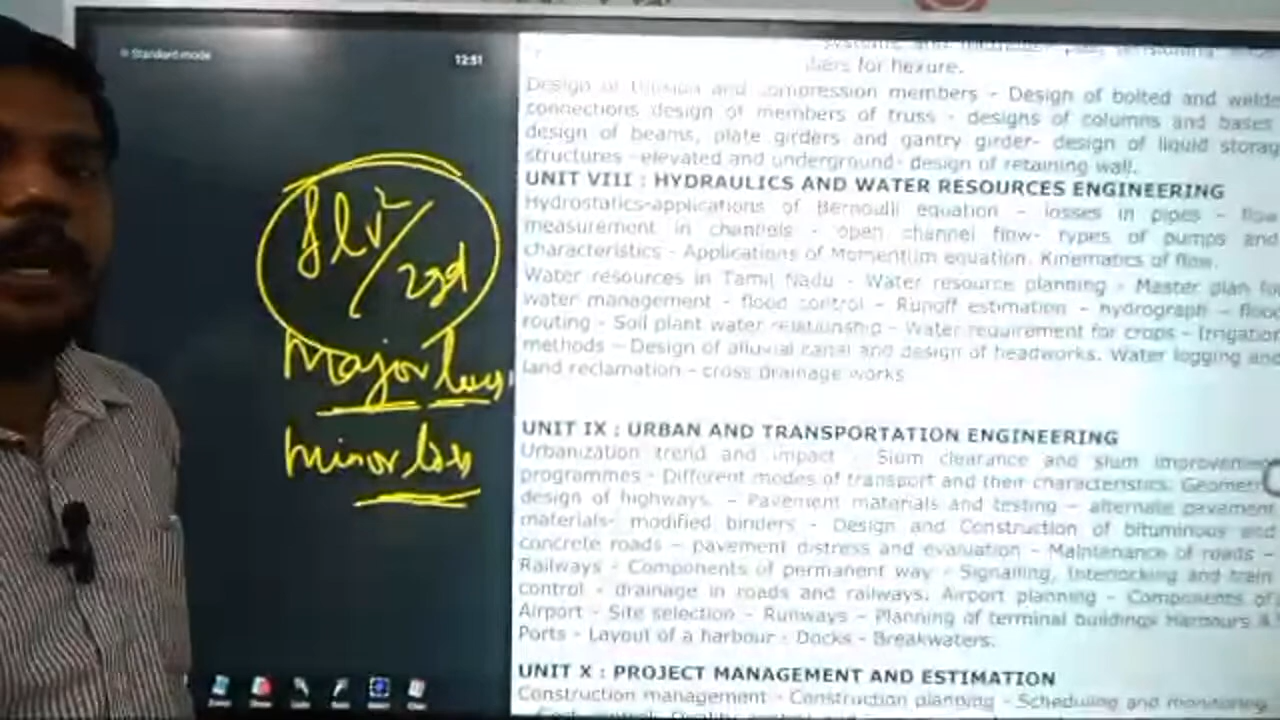 Standard mode
12:51
flv²/2gd
Major loss
minor loss
for flexure.
Design of tension and compression members - Design of bolted and welde
connections design of members of truss - designs of columns and bases
design of beams, plate girders and gantry girder- design of liquid storag
structures -elevated and underground- design of retaining wall.
UNIT VIII : HYDRAULICS AND WATER RESOURCES ENGINEERING
Hydrostatics-applications of Bernoulli equation - losses in pipes - flow
measurement in channels - open channel flow- types of pumps and
characteristics - Applications of Momentum equation. Kinematics of flow.
Water resources in Tamil Nadu - Water resource planning - Master plan fo
water management - flood control - Runoff estimation - hydrograph - flood
routing - Soil plant water relationship - Water requirement for crops - Irrigation
methods - Design of alluvial canal and design of headworks. Water logging and
land reclamation - cross drainage works
UNIT IX : URBAN AND TRANSPORTATION ENGINEERING
Urbanization trend and impact - Slum clearance and slum improvement
programmes - Different modes of transport and their characteristics. Geometri
design of highways. - Pavement materials and testing - alternate pavement
materials- modified binders - Design and Construction of bituminous and
concrete roads - pavement distress and evaluation - Maintenance of roads -
Railways - Components of permanent way - Signalling, Interlocking and train
control - drainage in roads and railways. Airport planning - Components of
Airport - Site selection - Runways - Planning of terminal buildings Harbours &
Ports - Layout of a harbour - Docks - Breakwaters.
UNIT X : PROJECT MANAGEMENT AND ESTIMATION
Construction management - Construction planning - Scheduling and monitoring